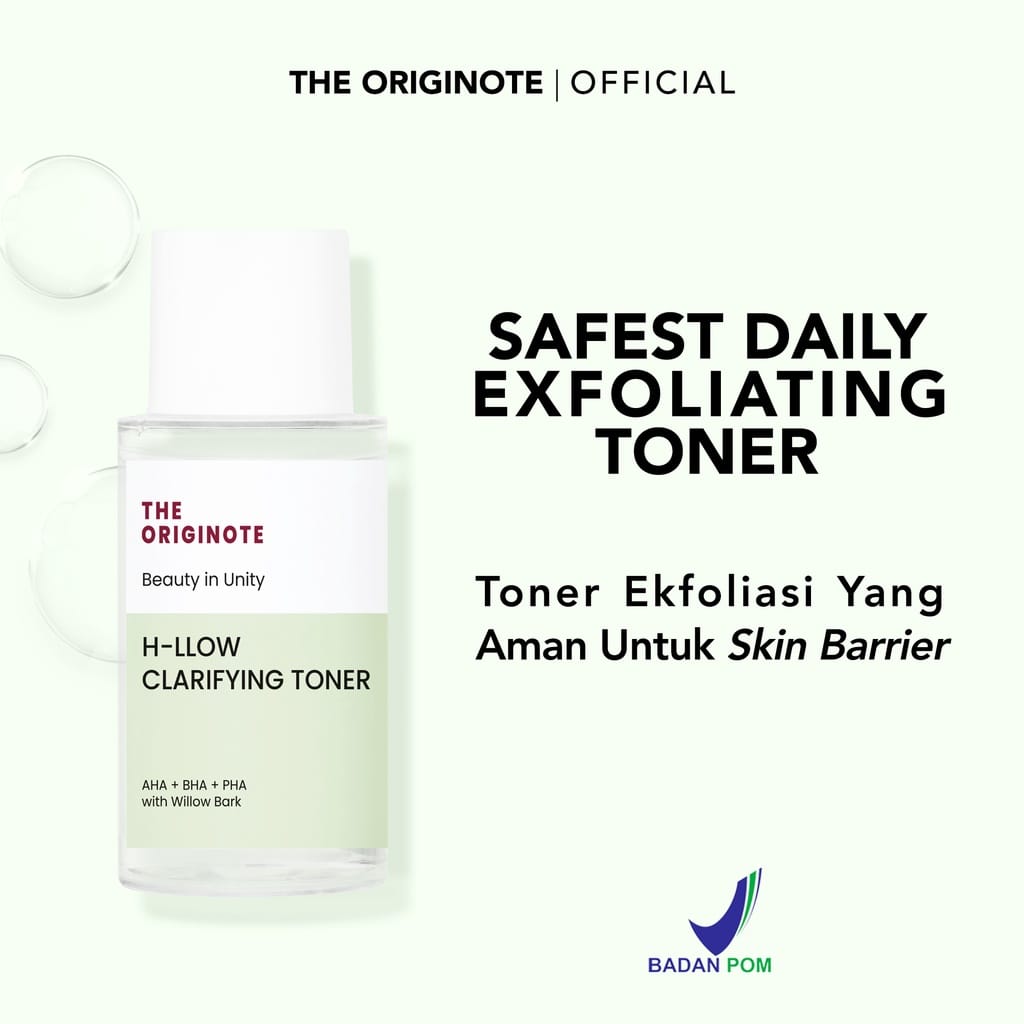 THE ORIGINOTE | OFFICIAL
SAFEST DAILY
EXFOLIATING
TONER
Toner Ekfoliasi Yang
Aman Untuk Skin Barrier
THE
ORIGINOTE
Beauty in Unity
H-LLOW
CLARIFYING TONER
AHA + BHA + PHA
with Willow Bark
BADAN POM